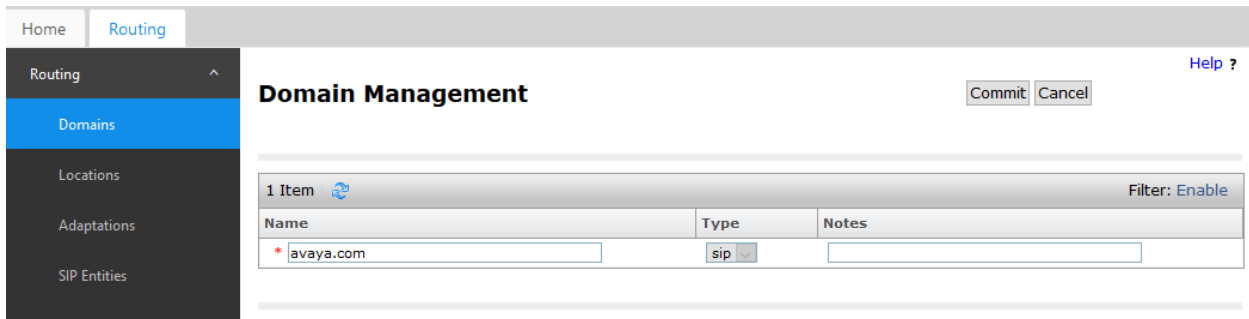 Home Routing
Help ?
Routing
Domain Management
Commit Cancel
Domains
Locations
1 Item Filter: Enable
Name Type Notes
Adaptations
* avaya.com sip
SIP Entities